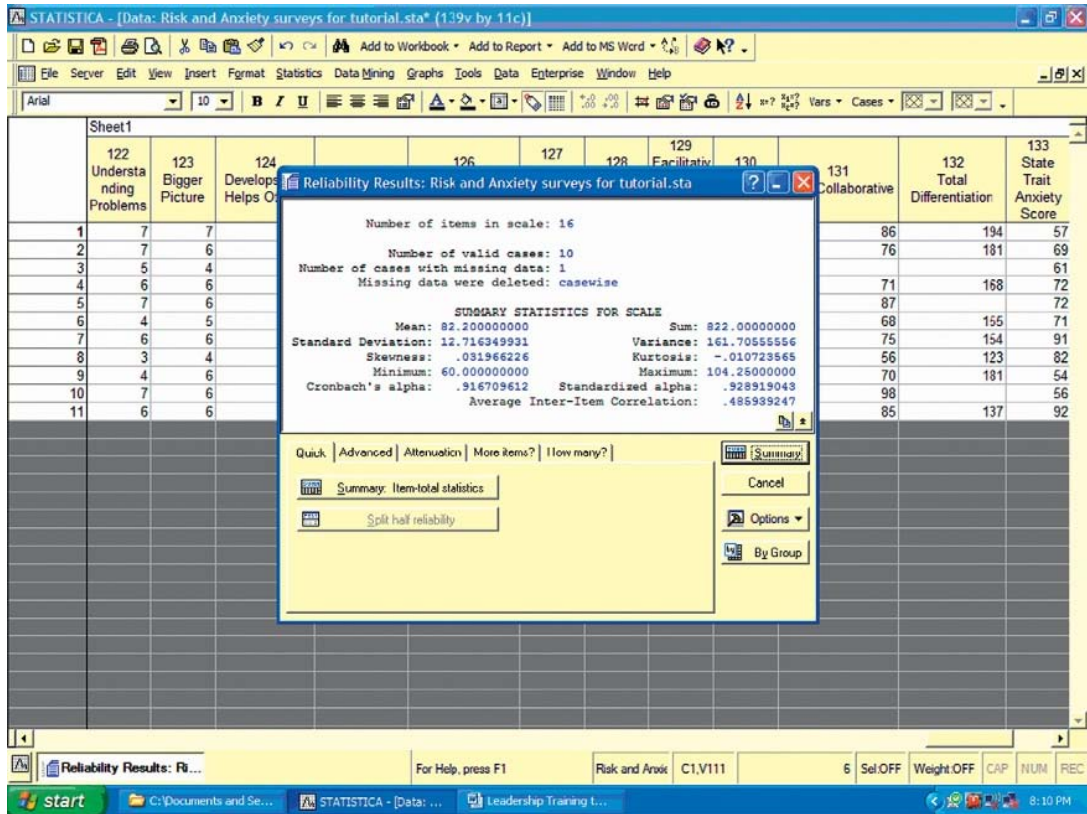 STATISTICA - [Data: Risk and Anxiety surveys for tutorial.sta* (139v by 11c)]
Add to Workbook Add to Report Add to MS Word
File Server Edit View Insert Format Statistics Data Mining Graphs Tools Data Enterprise Window Help
Arial 10 B I U Vars Cases
Sheet1
122 Understa nding Problems
123 Bigger Picture
124 Develops Helps
126
127
128
129 Facilitativ
130
131 Collaborative
132 Total Differentiation
133 State Trait Anxiety Score
1 7 7 86 194 57
2 7 6 76 181 69
3 5 4 61
4 6 6 71 168 72
5 7 6 87 72
6 4 5 68 155 71
7 6 6 75 154 91
8 3 4 56 123 82
9 4 6 70 181 54
10 7 6 98 56
11 6 6 85 137 92
Reliability Results: Risk and Anxiety surveys for tutorial.sta
Number of items in scale: 16
Number of valid cases: 10
Number of cases with missing data: 1
Missing data were deleted: casewise
SUMMARY STATISTICS FOR SCALE
Mean: 82.200000000 Sum: 822.00000000
Standard Deviation: 12.716349931 Variance: 161.70555556
Skewness: .031966226 Kurtosis: -.010723565
Minimum: 60.000000000 Maximum: 104.25000000
Cronbach's alpha: .916709612 Standardized alpha: .928919043
Average Inter-Item Correlation: .485939247
Quick Advanced Attenuation More items? How many?
Summary
Summary: Item-total statistics
Cancel
Split half reliability
Options
By Group
Reliability Results: Ri...
For Help, press F1
Risk and
C1,V111
6 Sel:OFF Weight:OFF CAP NUM REC
start
C:\Documents and Se...
STATISTICA - [Data: ...
Leadership Training t...
8:10 PM